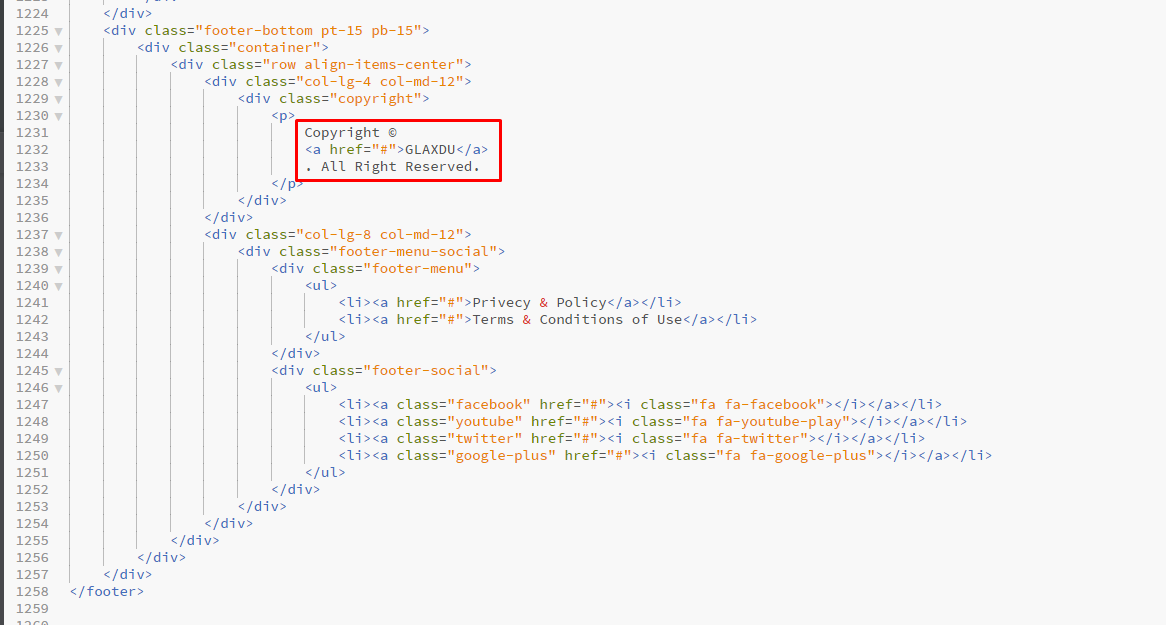 1224 </div>
1225 <div class="footer-bottom pt-15 pb-15">
1226 <div class="container">
1227 <div class="row align-items-center">
1228 <div class="col-lg-4 col-md-12">
1229 <div class="copyright">
1230 <p>
1231 Copyright ©
1232 <a href="#">GLAXDU</a>
1233 . All Right Reserved.
1234 </p>
1235 </div>
1236 </div>
1237 <div class="col-lg-8 col-md-12">
1238 <div class="footer-menu-social">
1239 <div class="footer-menu">
1240 <ul>
1241 <li><a href="#">Privecy & Policy</a></li>
1242 <li><a href="#">Terms & Conditions of Use</a></li>
1243 </ul>
1244 </div>
1245 <div class="footer-social">
1246 <ul>
1247 <li><a class="facebook" href="#"><i class="fa fa-facebook"></i></a></li>
1248 <li><a class="youtube" href="#"><i class="fa fa-youtube-play"></i></a></li>
1249 <li><a class="twitter" href="#"><i class="fa fa-twitter"></i></a></li>
1250 <li><a class="google-plus" href="#"><i class="fa fa-google-plus"></i></a></li>
1251 </ul>
1252 </div>
1253 </div>
1254 </div>
1255 </div>
1256 </div>
1257 </div>
1258 </footer>
1259